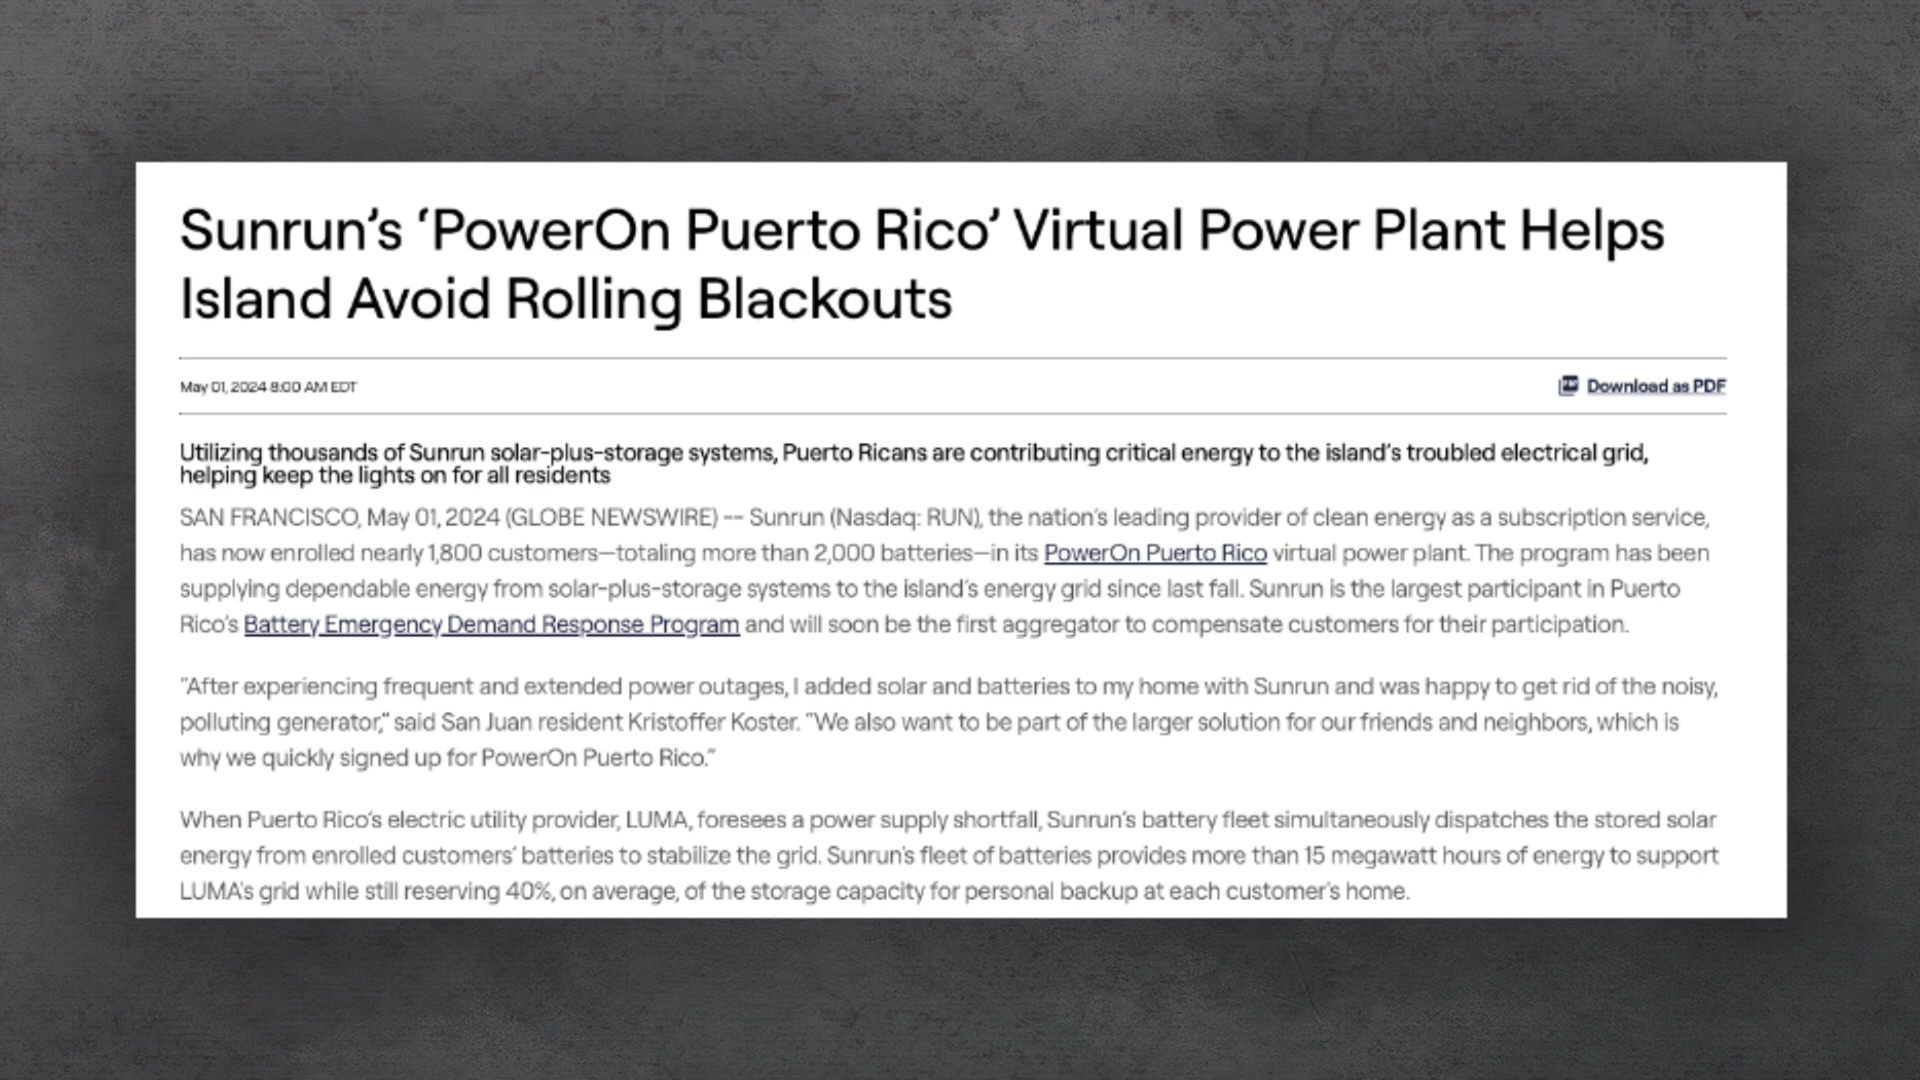 Sunrun’s ‘PowerOn Puerto Rico’ Virtual Power Plant Helps
Island Avoid Rolling Blackouts
May 01, 2024 8:00 AM EDT
Download as PDF
Utilizing thousands of Sunrun solar-plus-storage systems, Puerto Ricans are contributing critical energy to the island’s troubled electrical grid,
helping keep the lights on for all residents
SAN FRANCISCO, May 01, 2024 (GLOBE NEWSWIRE) -- Sunrun (Nasdaq: RUN), the nation’s leading provider of clean energy as a subscription service,
has now enrolled nearly 1,800 customers—totaling more than 2,000 batteries—in its PowerOn Puerto Rico virtual power plant. The program has been
supplying dependable energy from solar-plus-storage systems to the island’s energy grid since last fall. Sunrun is the largest participant in Puerto
Rico’s Battery Emergency Demand Response Program and will soon be the first aggregator to compensate customers for their participation.
“After experiencing frequent and extended power outages, I added solar and batteries to my home with Sunrun and was happy to get rid of the noisy,
polluting generator,” said San Juan resident Kristoffer Koster. “We also want to be part of the larger solution for our friends and neighbors, which is
why we quickly signed up for PowerOn Puerto Rico.”
When Puerto Rico’s electric utility provider, LUMA, foresees a power supply shortfall, Sunrun’s battery fleet simultaneously dispatches the stored solar
energy from enrolled customers’ batteries to stabilize the grid. Sunrun’s fleet of batteries provides more than 15 megawatt hours of energy to support
LUMA’s grid while still reserving 40%, on average, of the storage capacity for personal backup at each customer’s home.